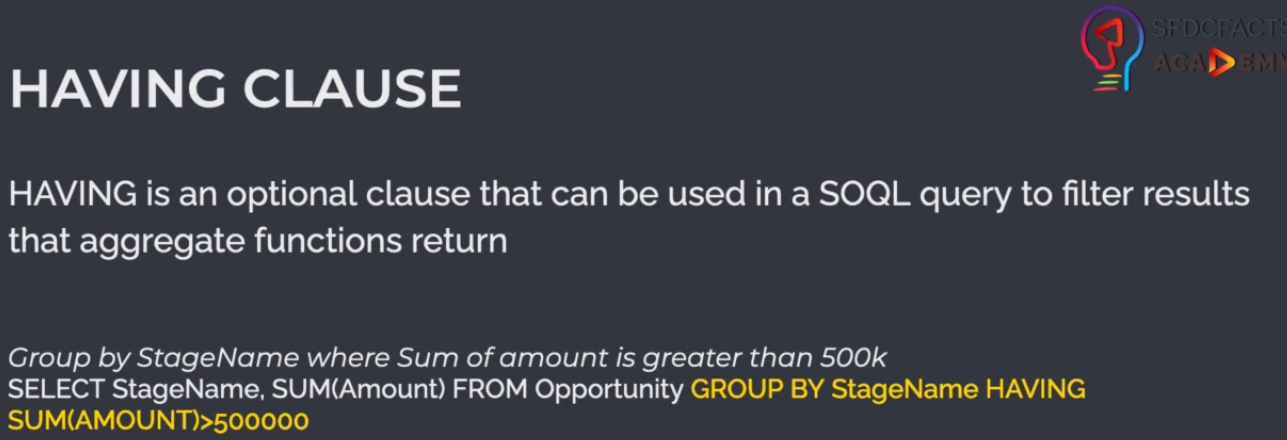 SFDCFACTS
ACADEMY
HAVING CLAUSE
HAVING is an optional clause that can be used in a SOQL query to filter results
that aggregate functions return
Group by StageName where Sum of amount is greater than 500k
SELECT StageName, SUM(Amount) FROM Opportunity GROUP BY StageName HAVING
SUM(AMOUNT)>500000